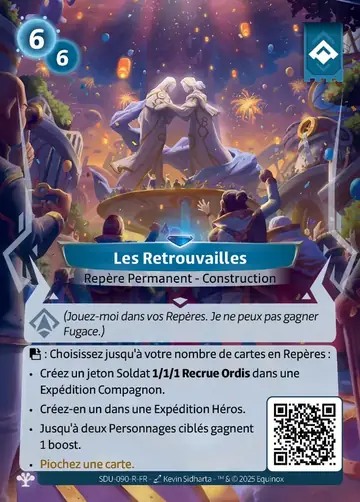 6
6
Les Retrouvailles
Repère Permanent - Construction
(Jouez-moi dans vos Repères. Je ne peux pas gagner
Fugace.)
: Choisissez jusqu'à votre nombre de cartes en Repères :
• Créez un jeton Soldat 1/1/1 Recrue Ordis dans une
Expédition Compagnon.
• Créez-en un dans une Expédition Héros.
• Jusqu'à deux Personnages ciblés gagnent
1 boost.
• Piochez une carte.
SDU-090-R-FR - Kevin Sidharta - ™ & © 2025 Equinox